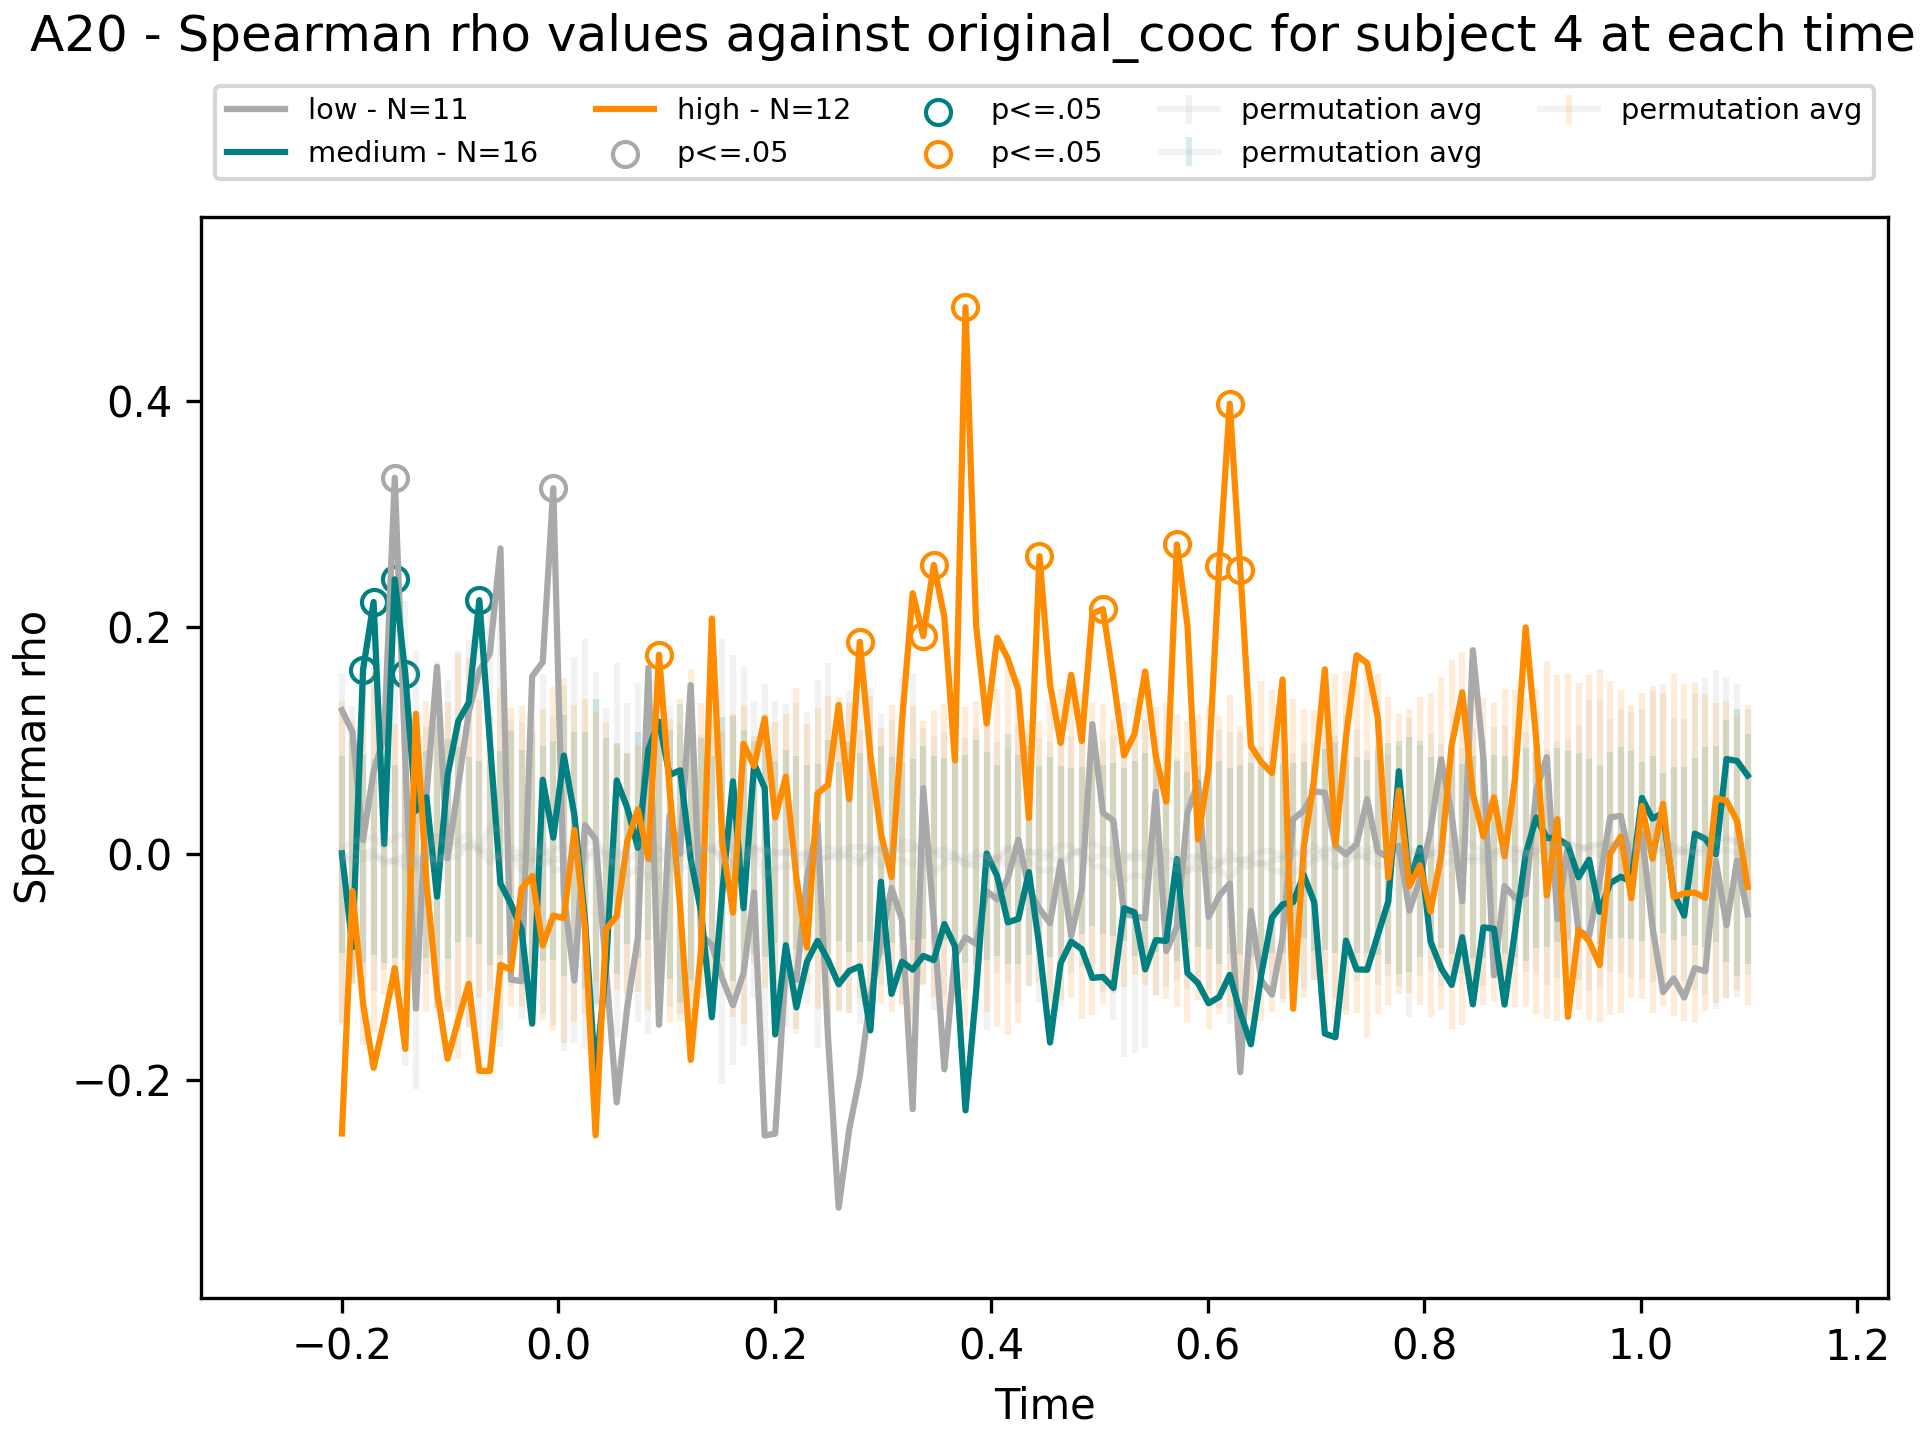 A20 - Spearman rho values against original_cooc for subject 4 at each time
low - N=11
medium - N=16
high - N=12
p<=.05
p<=.05
p<=.05
permutation avg
permutation avg
permutation avg
Spearman rho
0.4
0.2
0.0
−0.2
−0.2
0.0
0.2
0.4
0.6
0.8
1.0
1.2
Time